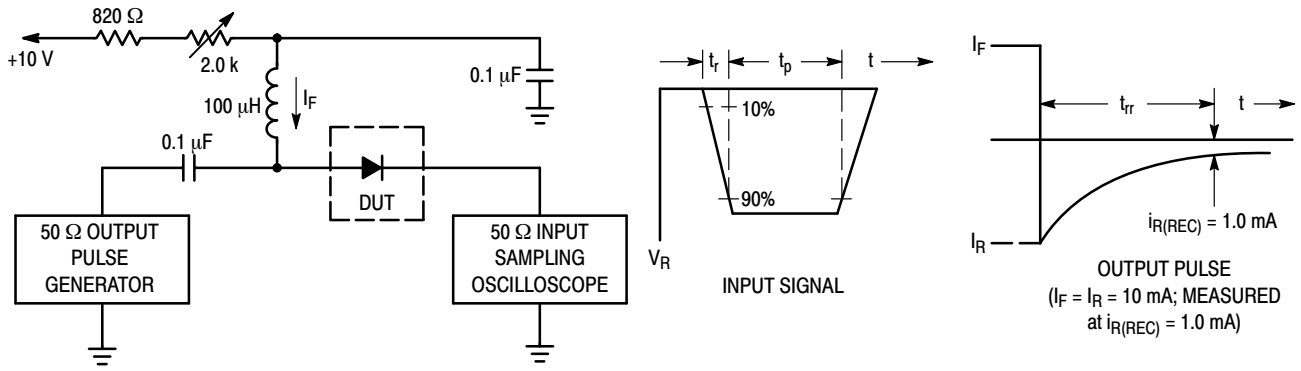 820 Ω
+10 V
2.0 k
100 μH
I_F
0.1 μF
0.1 μF
DUT
50 Ω OUTPUT
PULSE
GENERATOR
50 Ω INPUT
SAMPLING
OSCILLOSCOPE
t_r
t_p
t
10%
90%
V_R
INPUT SIGNAL
I_F
t_rr
t
I_R
i_R(REC) = 1.0 mA
OUTPUT PULSE
(I_F = I_R = 10 mA; MEASURED
at i_R(REC) = 1.0 mA)